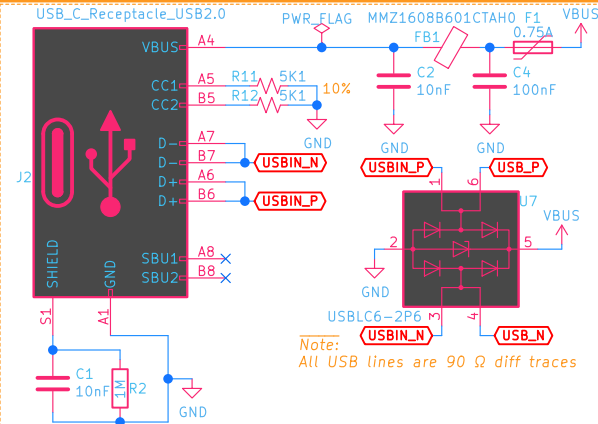 USB_C_Receptacle_USB2.0
PWR_FLAG
MMZ1608B601CTAH0
F1
VBUS
VBUS
A4
FB1
0.75A
CC1
A5
R11
5K1
10%
CC2
B5
R12
5K1
C2
10nF
C4
100nF
GND
GND
GND
D-
A7
D-
B7
USBIN_N
D+
A6
D+
B6
USBIN_P
J2
USBIN_P
USB_P
1
6
U7
VBUS
2
5
GND
SHIELD
GND
SBU1
A8
SBU2
B8
S1
A1
3
4
USBLC6-2P6
USBIN_N
USB_N
Note:
All USB lines are 90 Ω diff traces
C1
10nF
1M
R2
GND